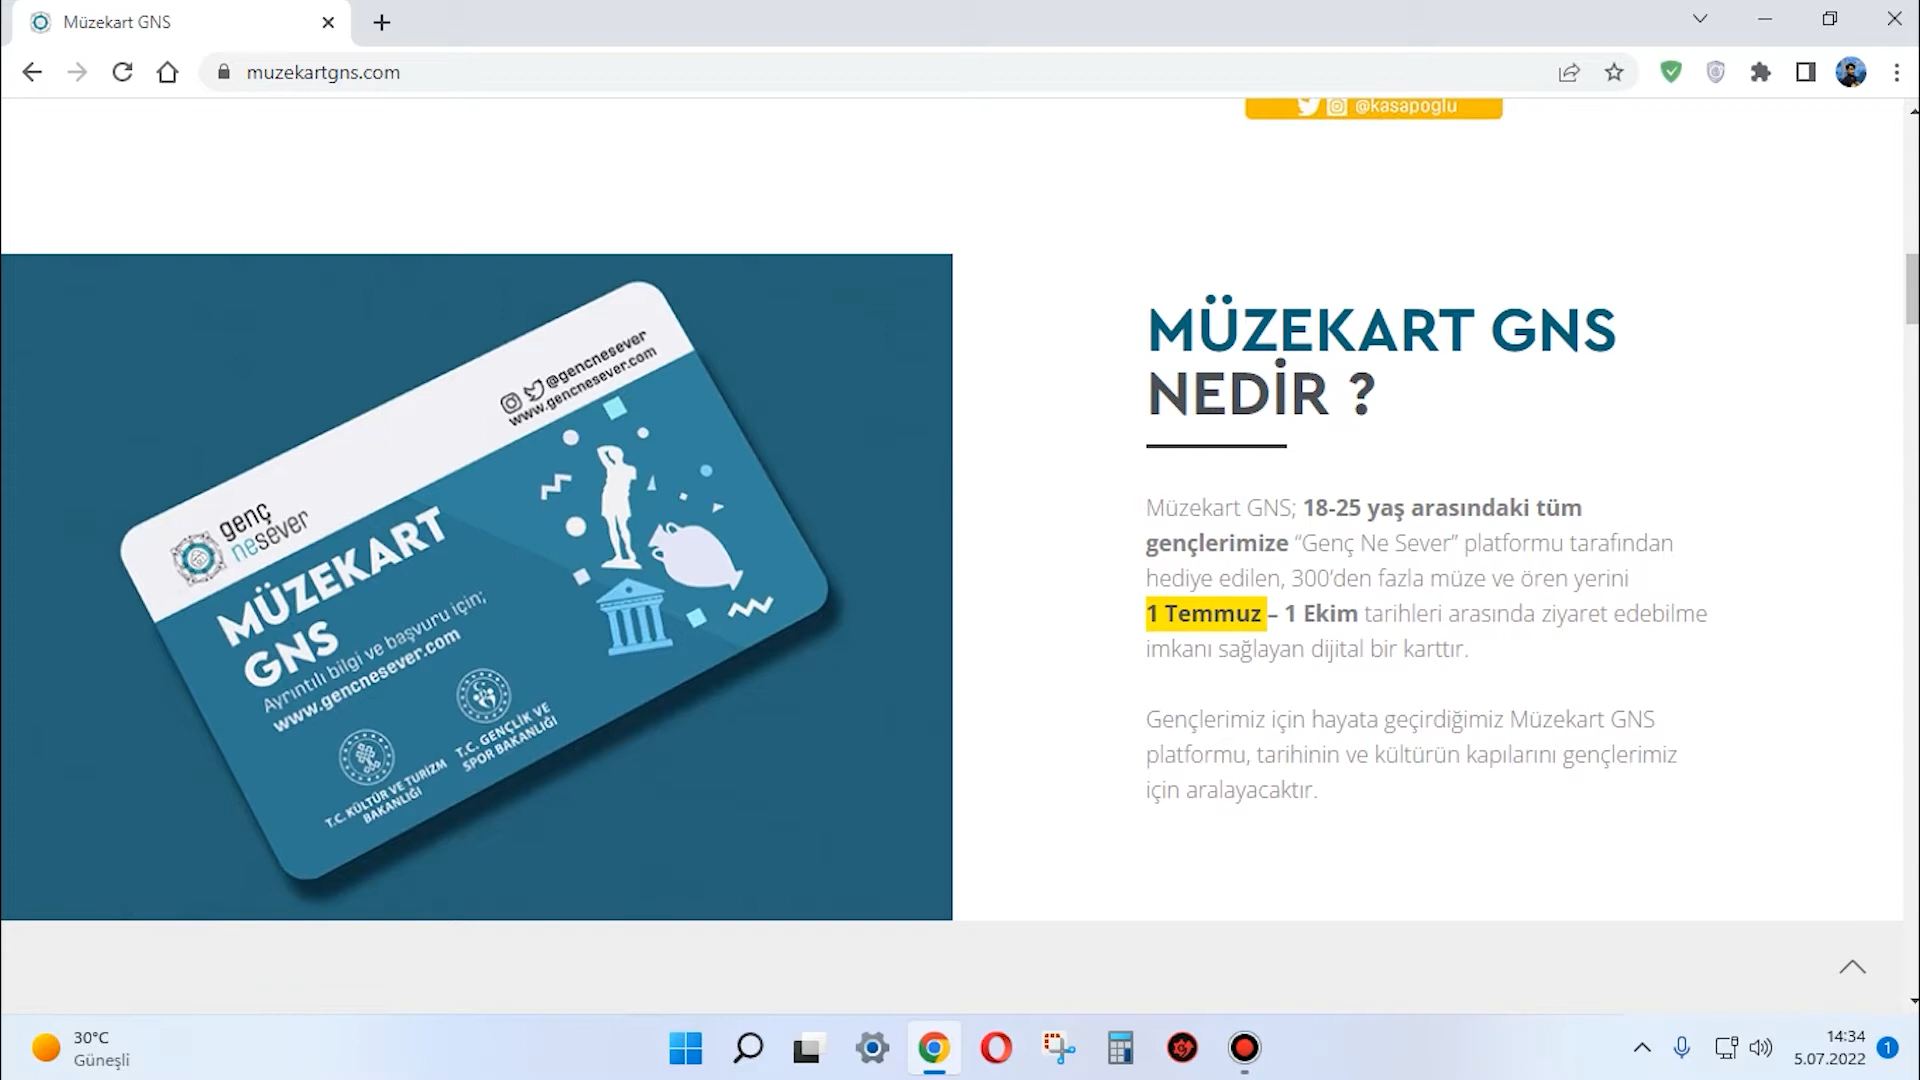 Müzekart GNS
muzekartgns.com
@kasapoglu
@gencnesever
www.gencnesever.com
genç
nesever
MÜZEKART
GNS
Ayrıntılı bilgi ve başvuru için;
www.gencnesever.com
T.C. KÜLTÜR VE TURİZM
BAKANLIĞI
T.C. GENÇLİK VE
SPOR BAKANLIĞI
MÜZEKART GNS
NEDİR ?
Müzekart GNS; 18-25 yaş arasındaki tüm
gençlerimize “Genç Ne Sever” platformu tarafından
hediye edilen, 300’den fazla müze ve ören yerini
1 Temmuz – 1 Ekim tarihleri arasında ziyaret edebilme
imkanı sağlayan dijital bir karttır.
Gençlerimiz için hayata geçirdiğimiz Müzekart GNS
platformu, tarihinin ve kültürün kapılarını gençlerimiz
için aralayacaktır.
30°C
Güneşli
14:34
5.07.2022
1